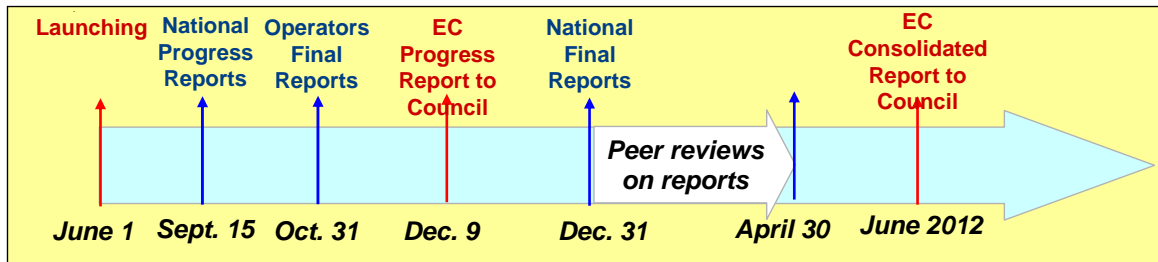 Launching
National
Progress
Reports
Operators
Final
Reports
EC
Progress
Report to
Council
National
Final
Reports
EC
Consolidated
Report to
Council
Peer reviews
on reports
June 1
Sept. 15
Oct. 31
Dec. 9
Dec. 31
April 30
June 2012